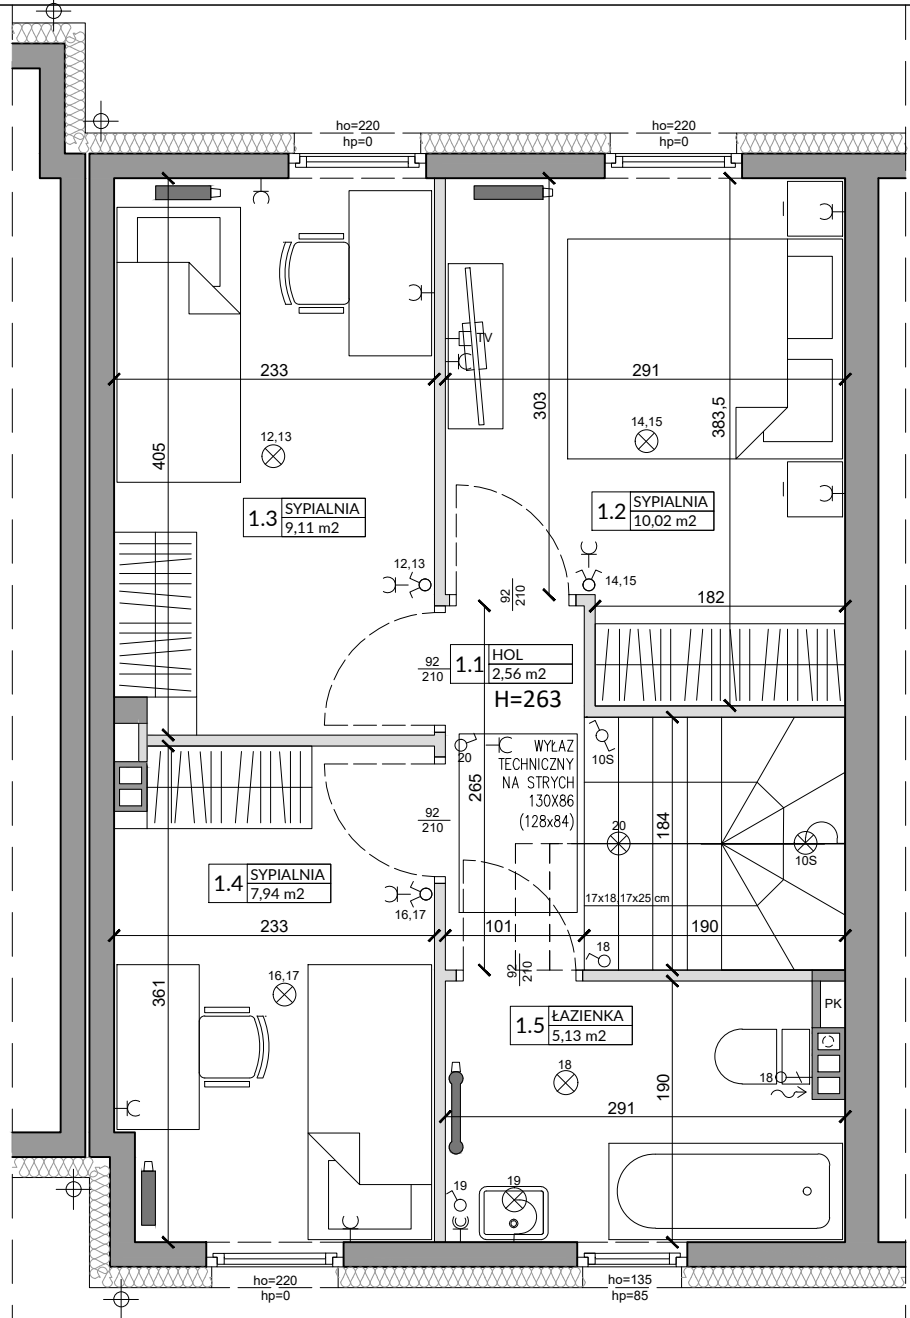 ho=220
hp=0
ho=220
hp=0
TV
233
291
303
383,5
405
12,13
14,15
1.3
SYPIALNIA
9,11 m2
1.2
SYPIALNIA
10,02 m2
12,13
14,15
92
210
182
1.1
HOL
2,56 m2
92
210
H=263
20
WYŁAZ
TECHNICZNY
NA STRYCH
130X86
(128x84)
10S
265
184
20
10S
92
210
1.4
SYPIALNIA
7,94 m2
16,17
17x18,17x25 cm
233
101
190
18
92
210
361
16,17
1.5
ŁAZIENKA
5,13 m2
PK
18
18
190
291
19
19
ho=220
hp=0
ho=135
hp=85